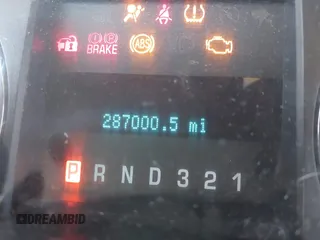 BRAKE
ABS
287000.5 mi
P R N D 3 2 1
DREAMBID